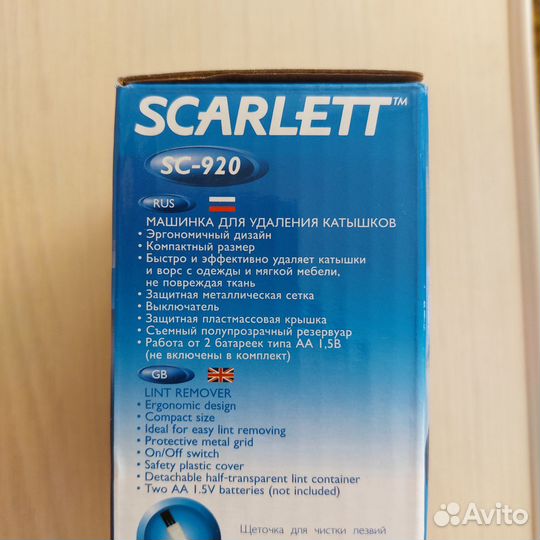 SCARLETT™
SC-920
RUS
МАШИНКА ДЛЯ УДАЛЕНИЯ КАТЫШКОВ
• Эргономичный дизайн
• Компактный размер
• Быстро и эффективно удаляет катышки
и ворс с одежды и мягкой мебели,
не повреждая ткань
• Защитная металлическая сетка
• Выключатель
• Защитная пластмассовая крышка
• Съемный полупрозрачный резервуар
• Работа от 2 батареек типа АА 1,5В
(не включены в комплект)
GB
LINT REMOVER
• Ergonomic design
• Compact size
• Ideal for easy lint removing
• Protective metal grid
• On/Off switch
• Safety plastic cover
• Detachable half-transparent lint container
• Two AA 1.5V batteries (not included)
Щеточка для чистки лезвий
Avito